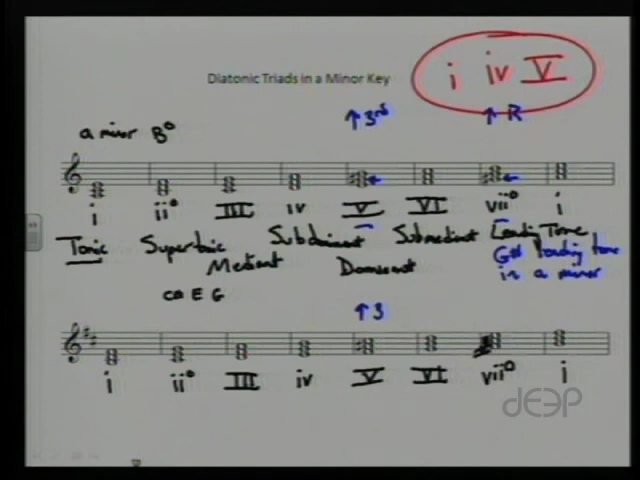 i iv V
Diatonic Triads in a Minor Key
↑ 3rd ↑ R
a minor B°
i ii° III iv V VI vii° i
Tonic Supertonic Subdominant Submediant Leading Tone
Mediant Dominant G# leading tone
in a minor
C# E G
↑ 3
i ii° III iv V VI vii° i
dEEP